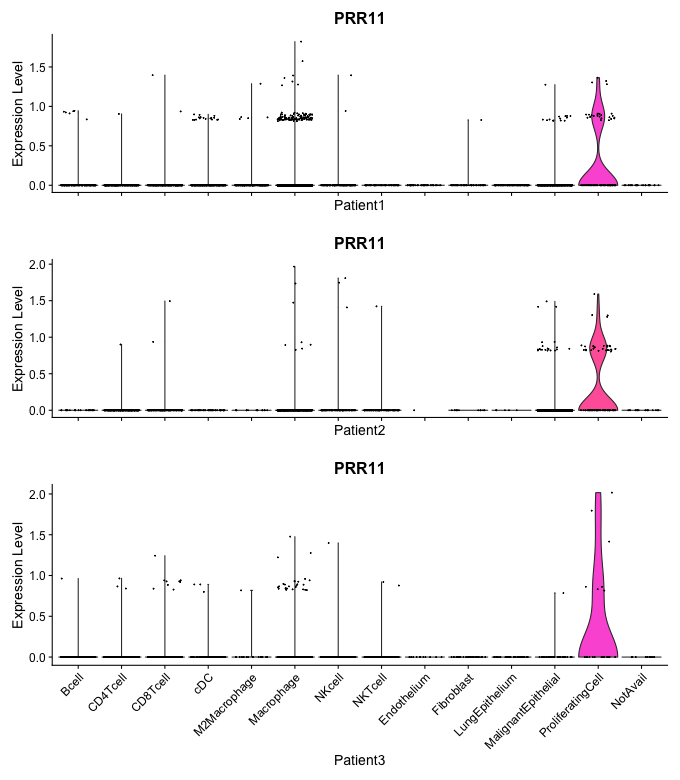 PRR11
Expression Level
1.5
1.0
0.5
0.0
Patient1
PRR11
Expression Level
2.0
1.5
1.0
0.5
0.0
Patient2
PRR11
Expression Level
2.0
1.5
1.0
0.5
0.0
Bcell
CD4Tcell
CD8Tcell
cDC
M2Macrophage
Macrophage
NKcell
NKTcell
Endothelium
Fibroblast
LungEpithelium
MalignantEpithelial
ProliferatingCell
NotAvail
Patient3